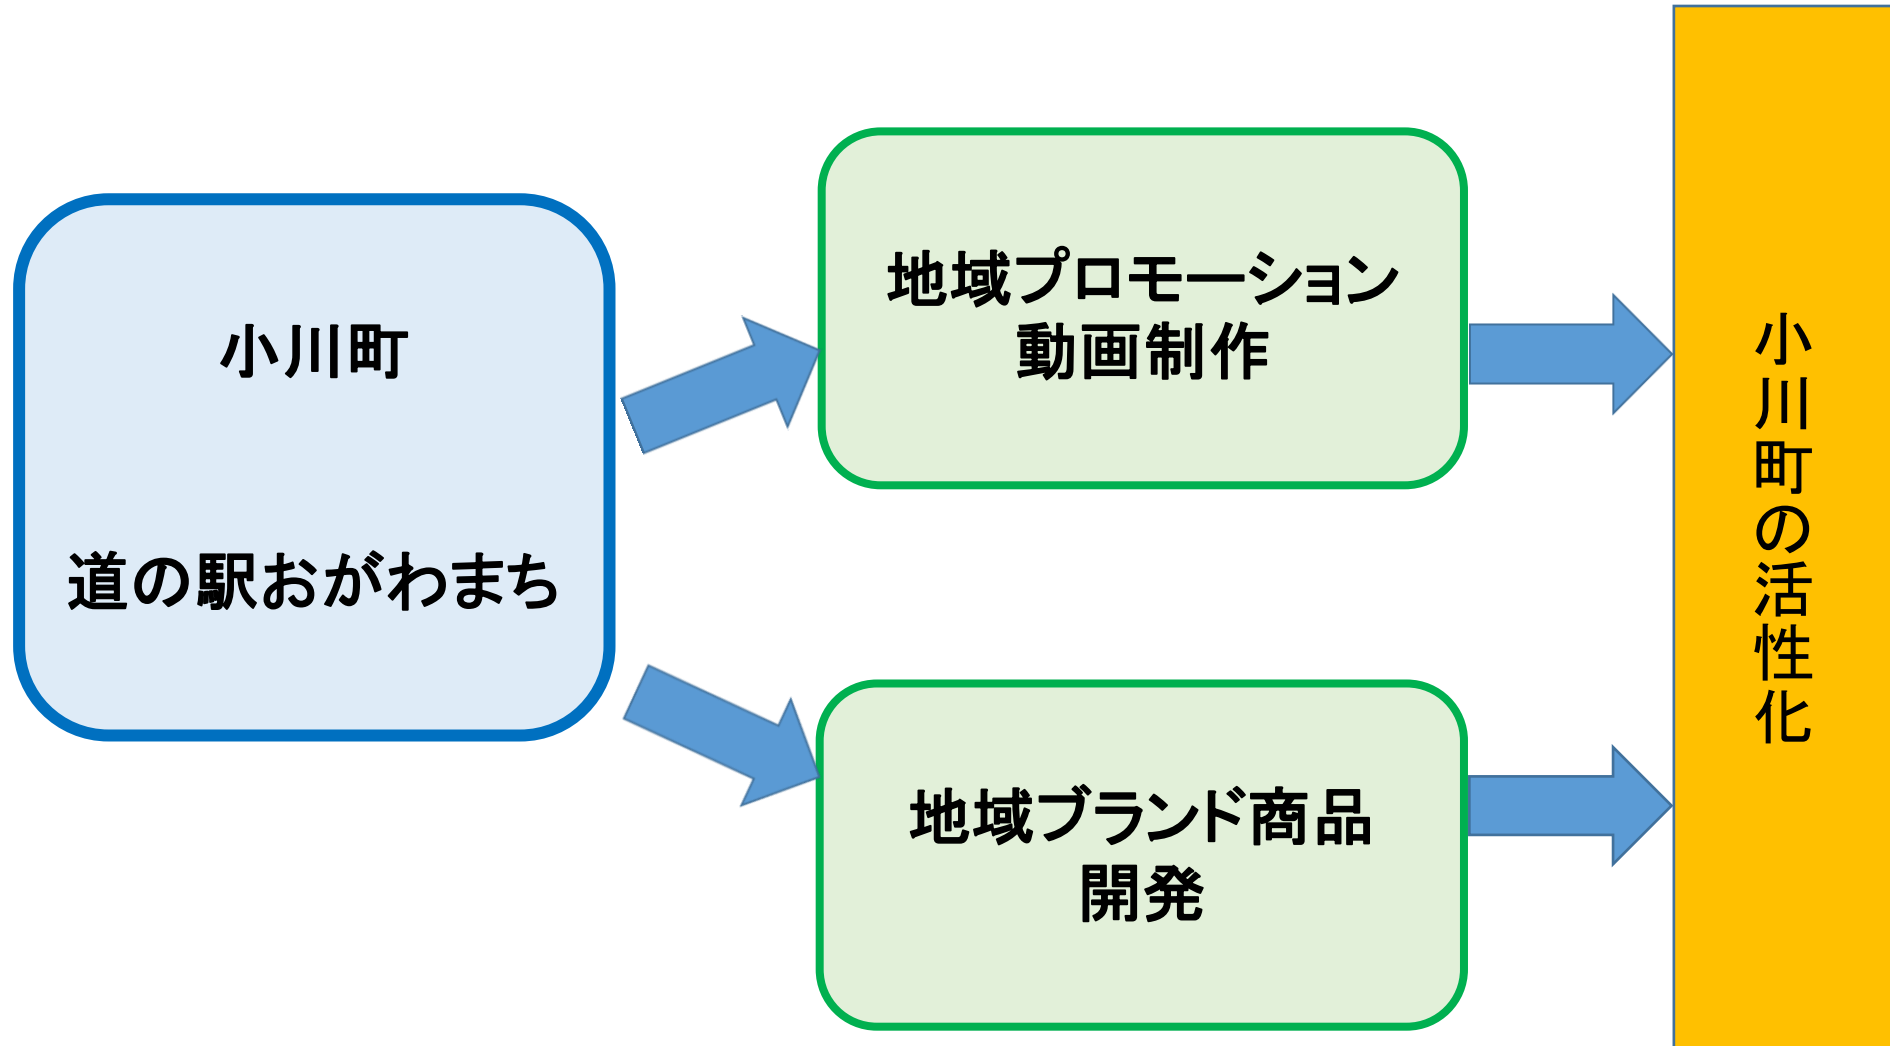 小川町
道の駅おがわまち
地域プロモーション
動画制作
地域ブランド商品
開発
小川町の活性化